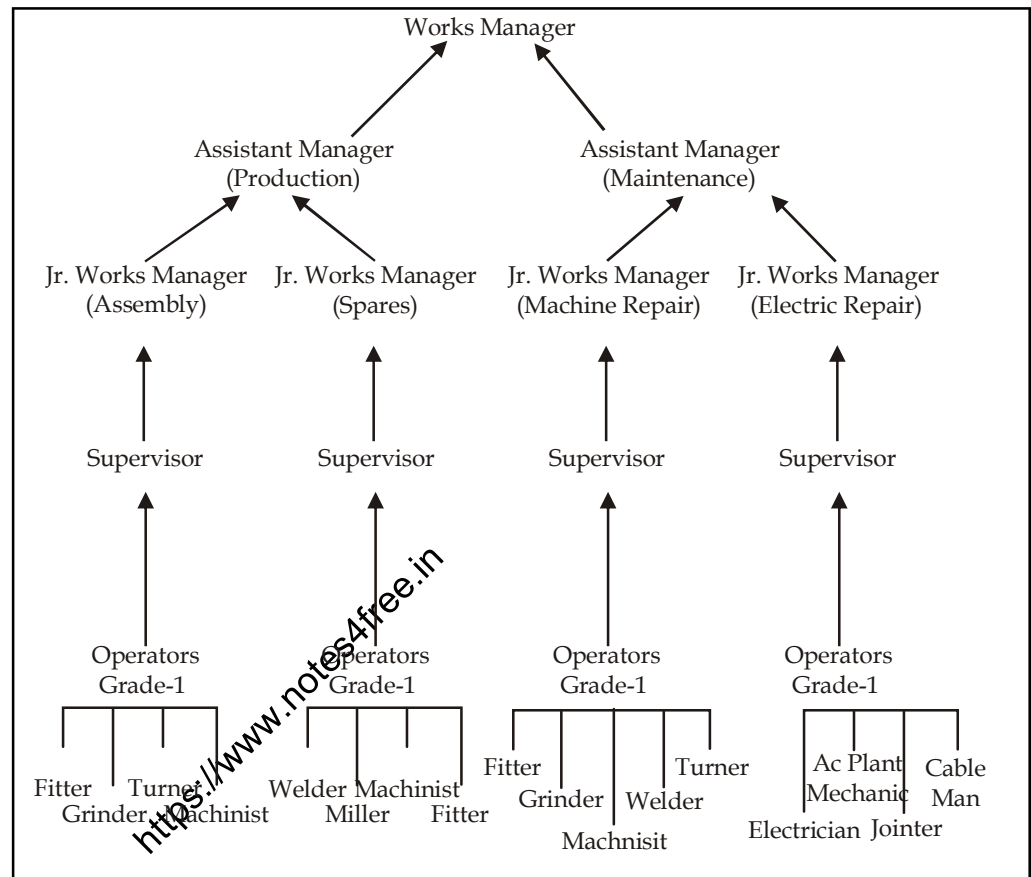 Works Manager
Assistant Manager
(Production)
Assistant Manager
(Maintenance)
Jr. Works Manager
(Assembly)
Jr. Works Manager
(Spares)
Jr. Works Manager
(Machine Repair)
Jr. Works Manager
(Electric Repair)
Supervisor
Supervisor
Supervisor
Supervisor
Operators
Grade-1
Operators
Grade-1
Operators
Grade-1
Operators
Grade-1
Fitter
Grinder
Turner
Machinist
Welder
Miller
Machinist
Fitter
Fitter
Grinder
Machnisit
Welder
Turner
Electrician
Ac Plant
Mechanic
Jointer
Cable
Man
https://www.notes4free.in